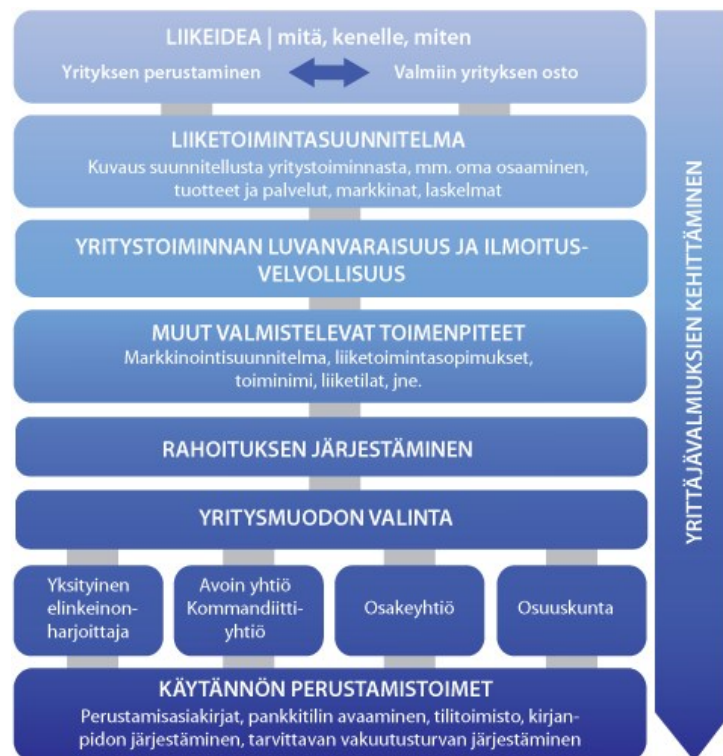 LIIKEIDEA | mitä, kenelle, miten
Yrityksen perustaminen
Valmiin yrityksen osto
LIIKETOIMINTASUUNNITELMA
Kuvaus suunnitellusta yritystoiminnasta, mm. oma osaaminen,
tuotteet ja palvelut, markkinat, laskelmat
YRITYSTOIMINNAN LUVANVARAISUUS JA ILMOITUS-
VELVOLLISUUS
MUUT VALMISTELEVAT TOIMENPITEET
Markkinointisuunnitelma, liiketoimintasopimukset,
toiminimi, liiketilat, jne.
RAHOITUKSEN JÄRJESTÄMINEN
YRITYSMUODON VALINTA
Yksityinen
elinkeinon-
harjoittaja
Avoin yhtiö
Kommandiitti-
yhtiö
Osakeyhtiö
Osuuskunta
KÄYTÄNNÖN PERUSTAMISTOIMET
Perustamisasiakirjat, pankkitilin avaaminen, tilitoimisto, kirjan-
pidon järjestäminen, tarvittavan vakuutusturvan järjestäminen
YRITTÄJÄVALMIUKSIEN KEHITTÄMINEN